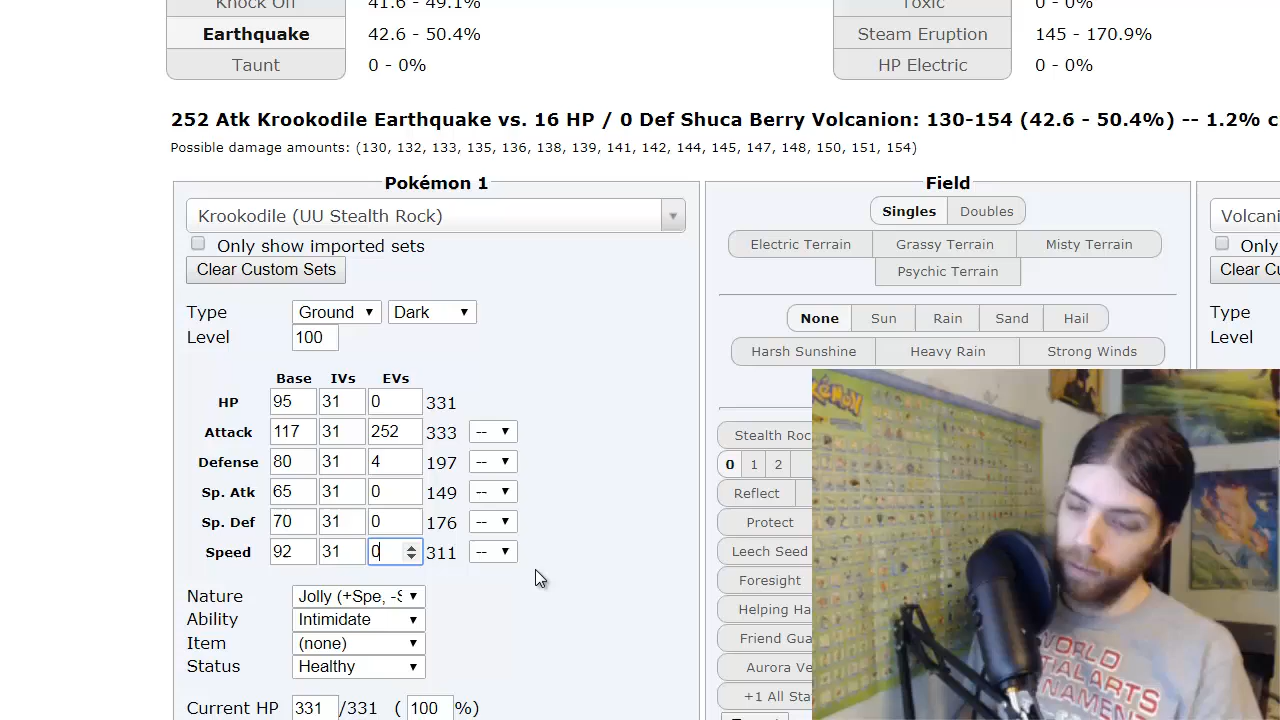 Knock Off 41.6 - 49.1%
Earthquake 42.6 - 50.4%
Taunt 0 - 0%
Toxic 0 - 0%
Steam Eruption 145 - 170.9%
HP Electric 0 - 0%
252 Atk Krookodile Earthquake vs. 16 HP / 0 Def Shuca Berry Volcanion: 130-154 (42.6 - 50.4%) -- 1.2% c
Possible damage amounts: (130, 132, 133, 135, 136, 138, 139, 141, 142, 144, 145, 147, 148, 150, 151, 154)
Pokémon 1
Krookodile (UU Stealth Rock)
Only show imported sets
Clear Custom Sets
Type Ground Dark
Level 100
Base IVs EVs
HP 95 31 0 331
Attack 117 31 252 333 --
Defense 80 31 4 197 --
Sp. Atk 65 31 0 149 --
Sp. Def 70 31 0 176 --
Speed 92 31 0 311 --
Nature Jolly (+Spe, -S
Ability Intimidate
Item (none)
Status Healthy
Current HP 331 /331 ( 100 %)
Field
Singles Doubles
Electric Terrain Grassy Terrain Misty Terrain
Psychic Terrain
None Sun Rain Sand Hail
Harsh Sunshine Heavy Rain Strong Winds
Stealth Roc
0 1 2
Reflect
Protect
Leech Seed
Foresight
Helping Ha
Friend Gua
Aurora Ve
+1 All Sta
Volcani
Only
Clear Cu
Type
Level
WORLD
TIAL ARTS
NAMEN